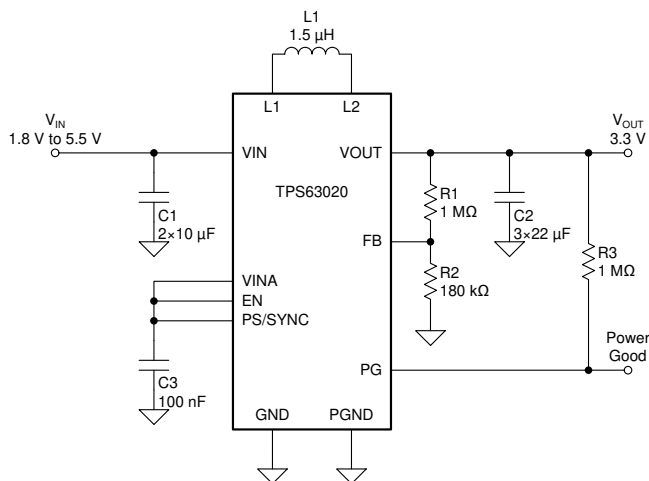 L1
1.5 µH
L1
L2
VIN
1.8 V to 5.5 V
VIN
VOUT
VOUT
3.3 V
TPS63020
C1
2×10 µF
R1
1 MΩ
C2
3×22 µF
FB
R3
1 MΩ
R2
180 kΩ
VINA
EN
PS/SYNC
Power
Good
PG
C3
100 nF
GND
PGND